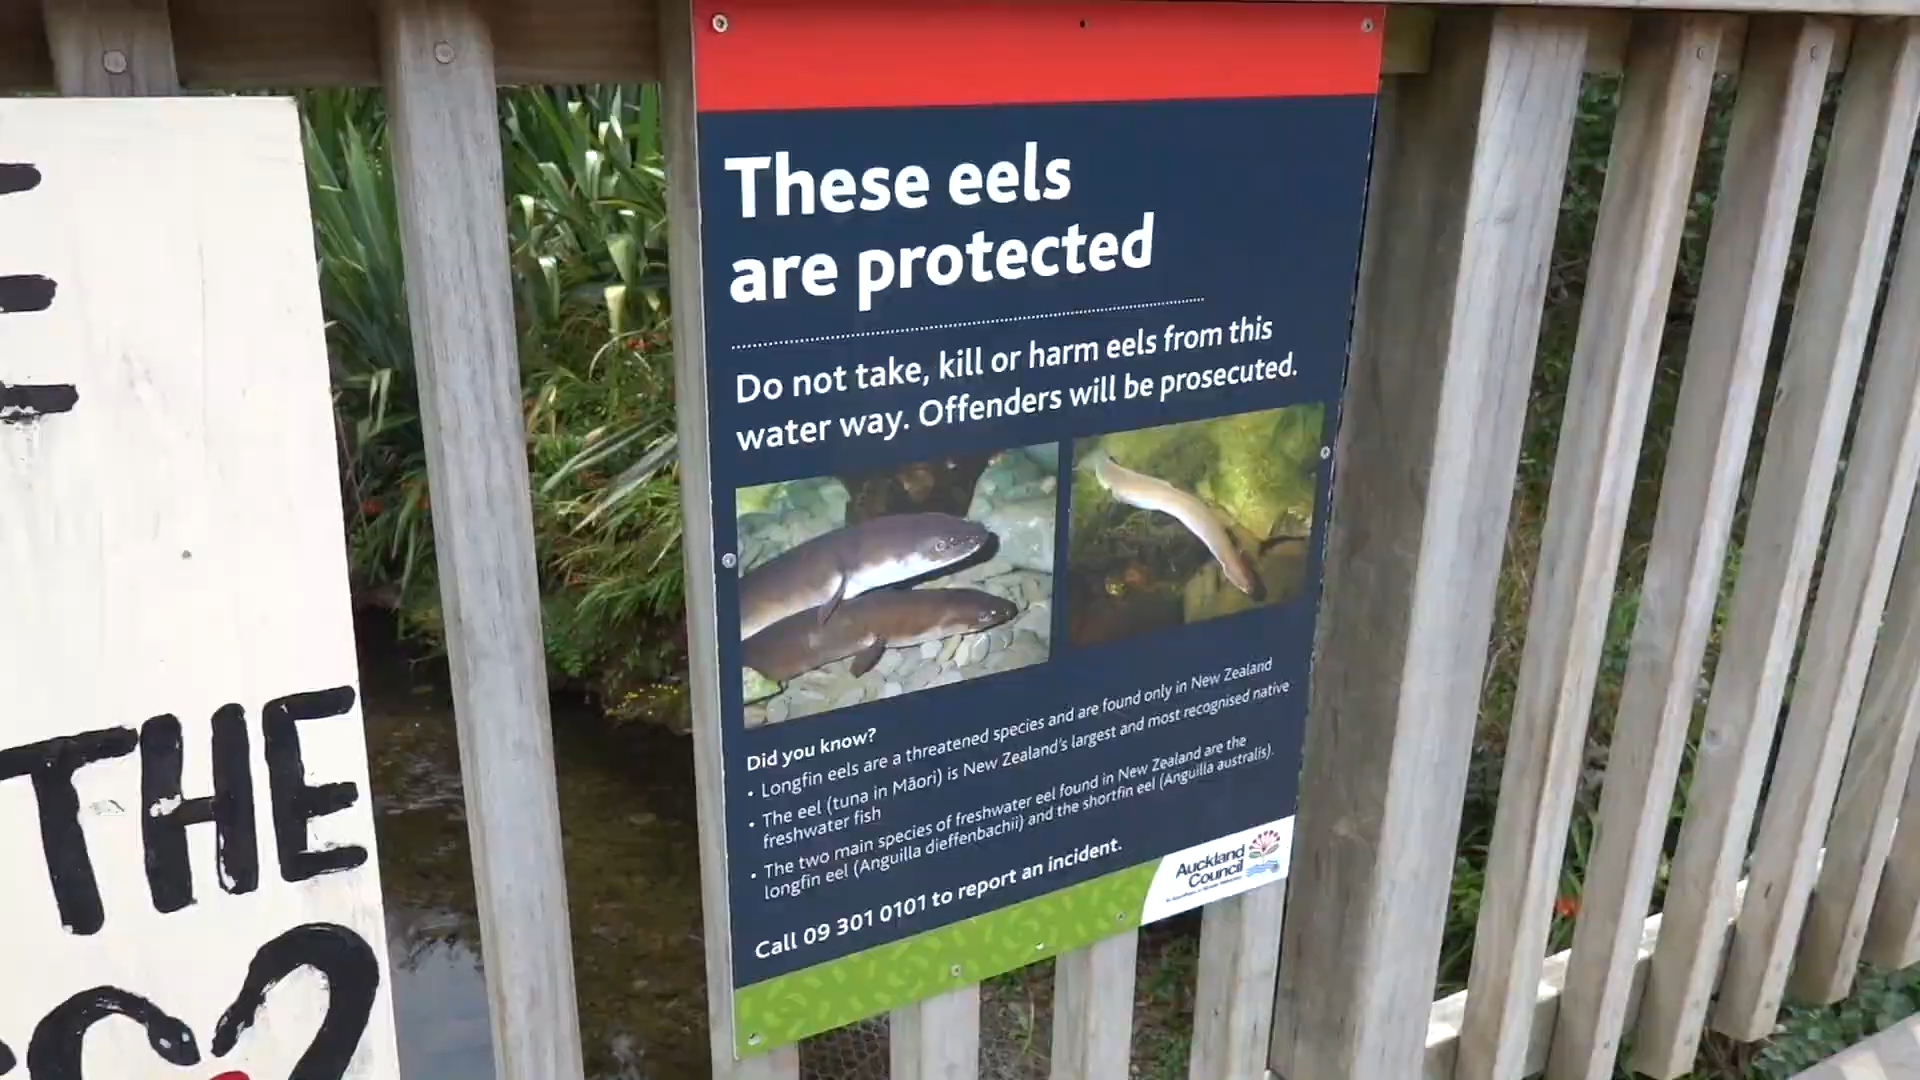 THE
These eels
are protected
Do not take, kill or harm eels from this
water way. Offenders will be prosecuted.
Did you know?
• Longfin eels are a threatened species and are found only in New Zealand
• The eel (tuna in Māori) is New Zealand's largest and most recognised native
freshwater fish
• The two main species of freshwater eel found in New Zealand are the
longfin eel (Anguilla dieffenbachii) and the shortfin eel (Anguilla australis).
Call 09 301 0101 to report an incident.
Auckland
Council